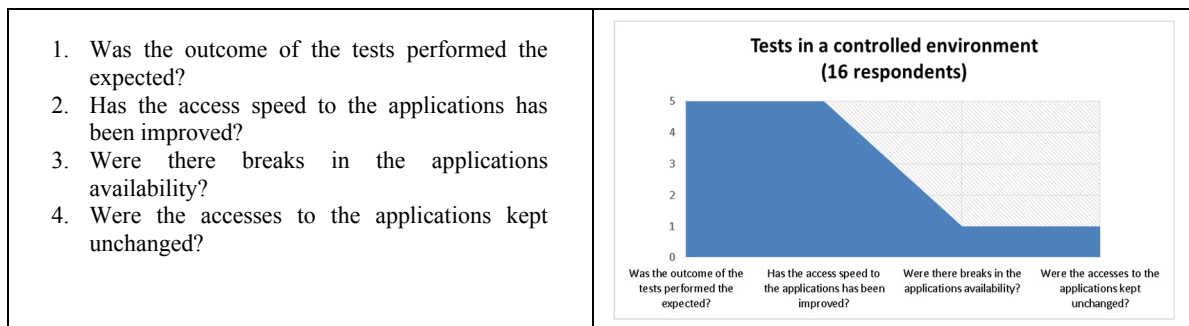 1. Was the outcome of the tests performed the
expected?
2. Has the access speed to the applications has
been improved?
3. Were there breaks in the applications
availability?
4. Were the accesses to the applications kept
unchanged?
Tests in a controlled environment
(16 respondents)
5
4
3
2
1
0
Was the outcome of the
tests performed the
expected?
Has the access speed to
the applications has been
improved?
Were there breaks in the
applications availability?
Were the accesses to the
applications kept
unchanged?